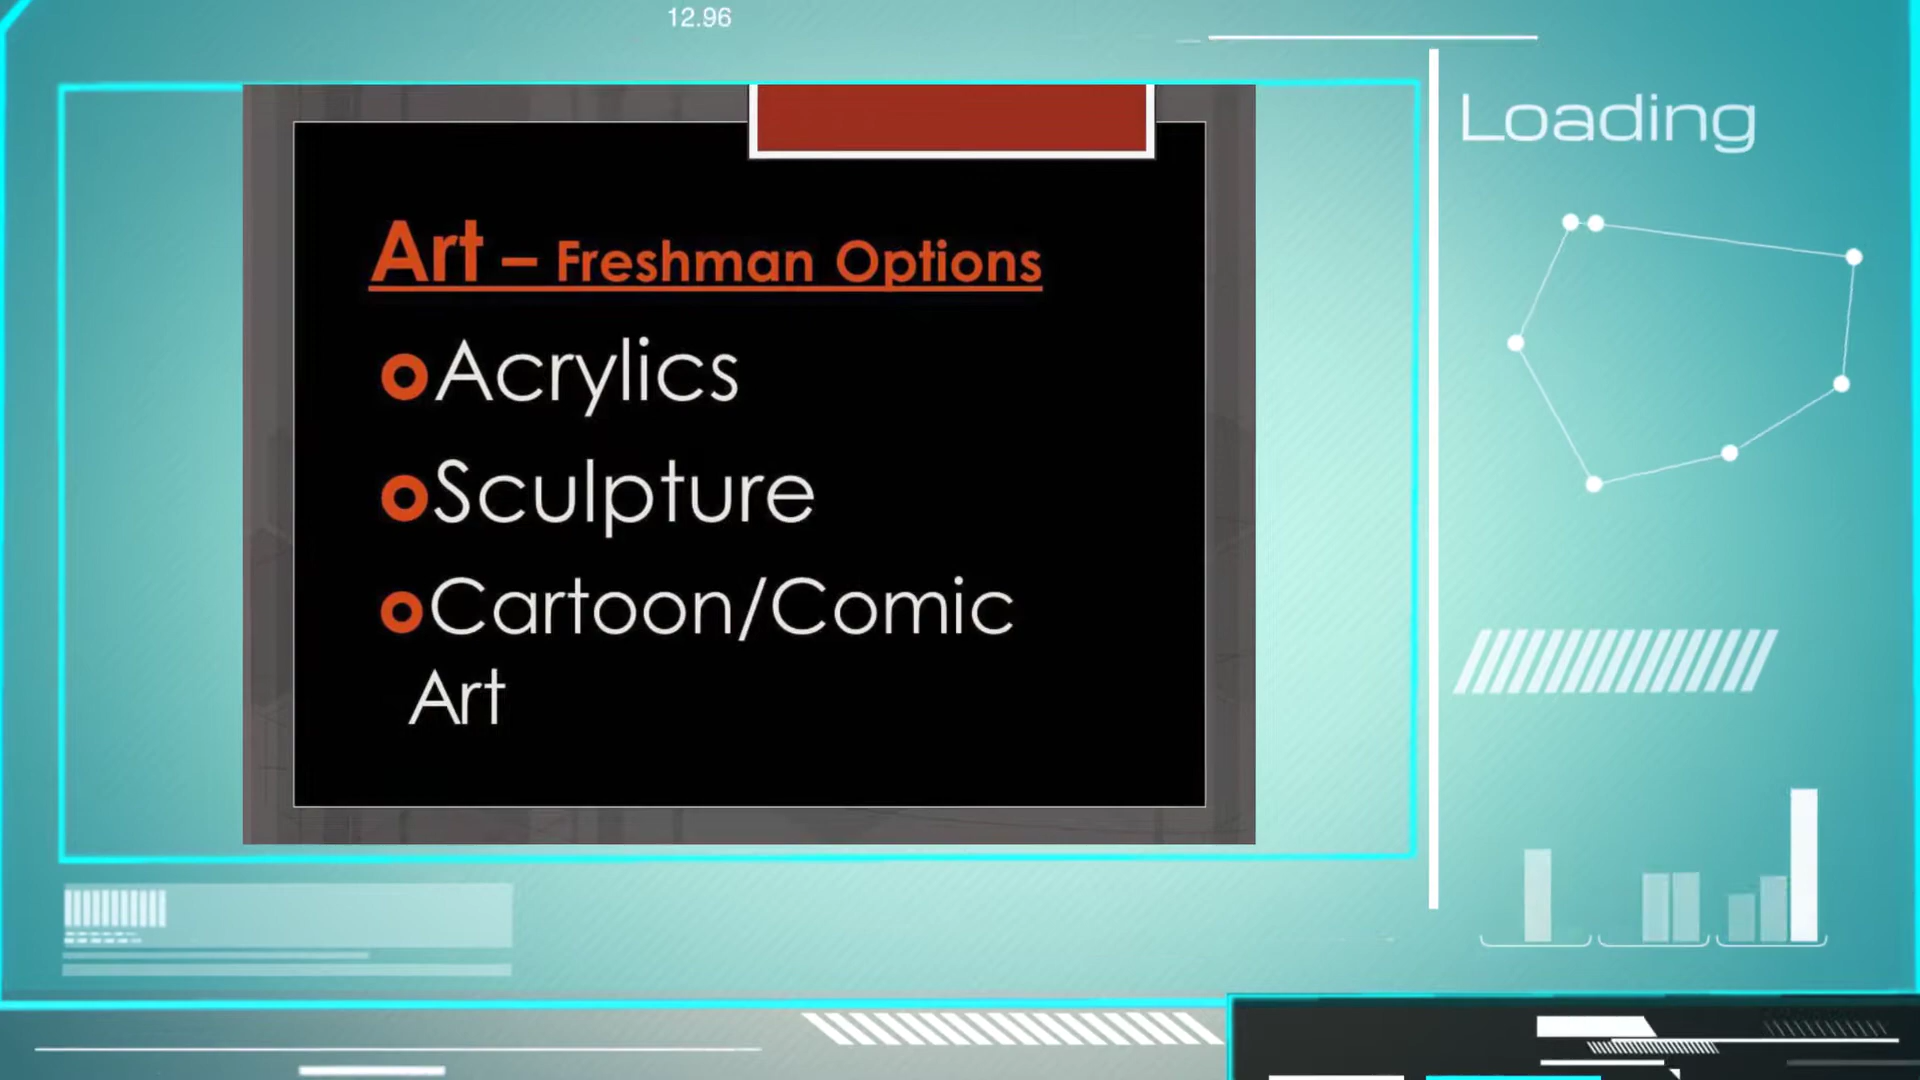 12.96
Loading
Art – Freshman Options
Acrylics
Sculpture
Cartoon/Comic
Art